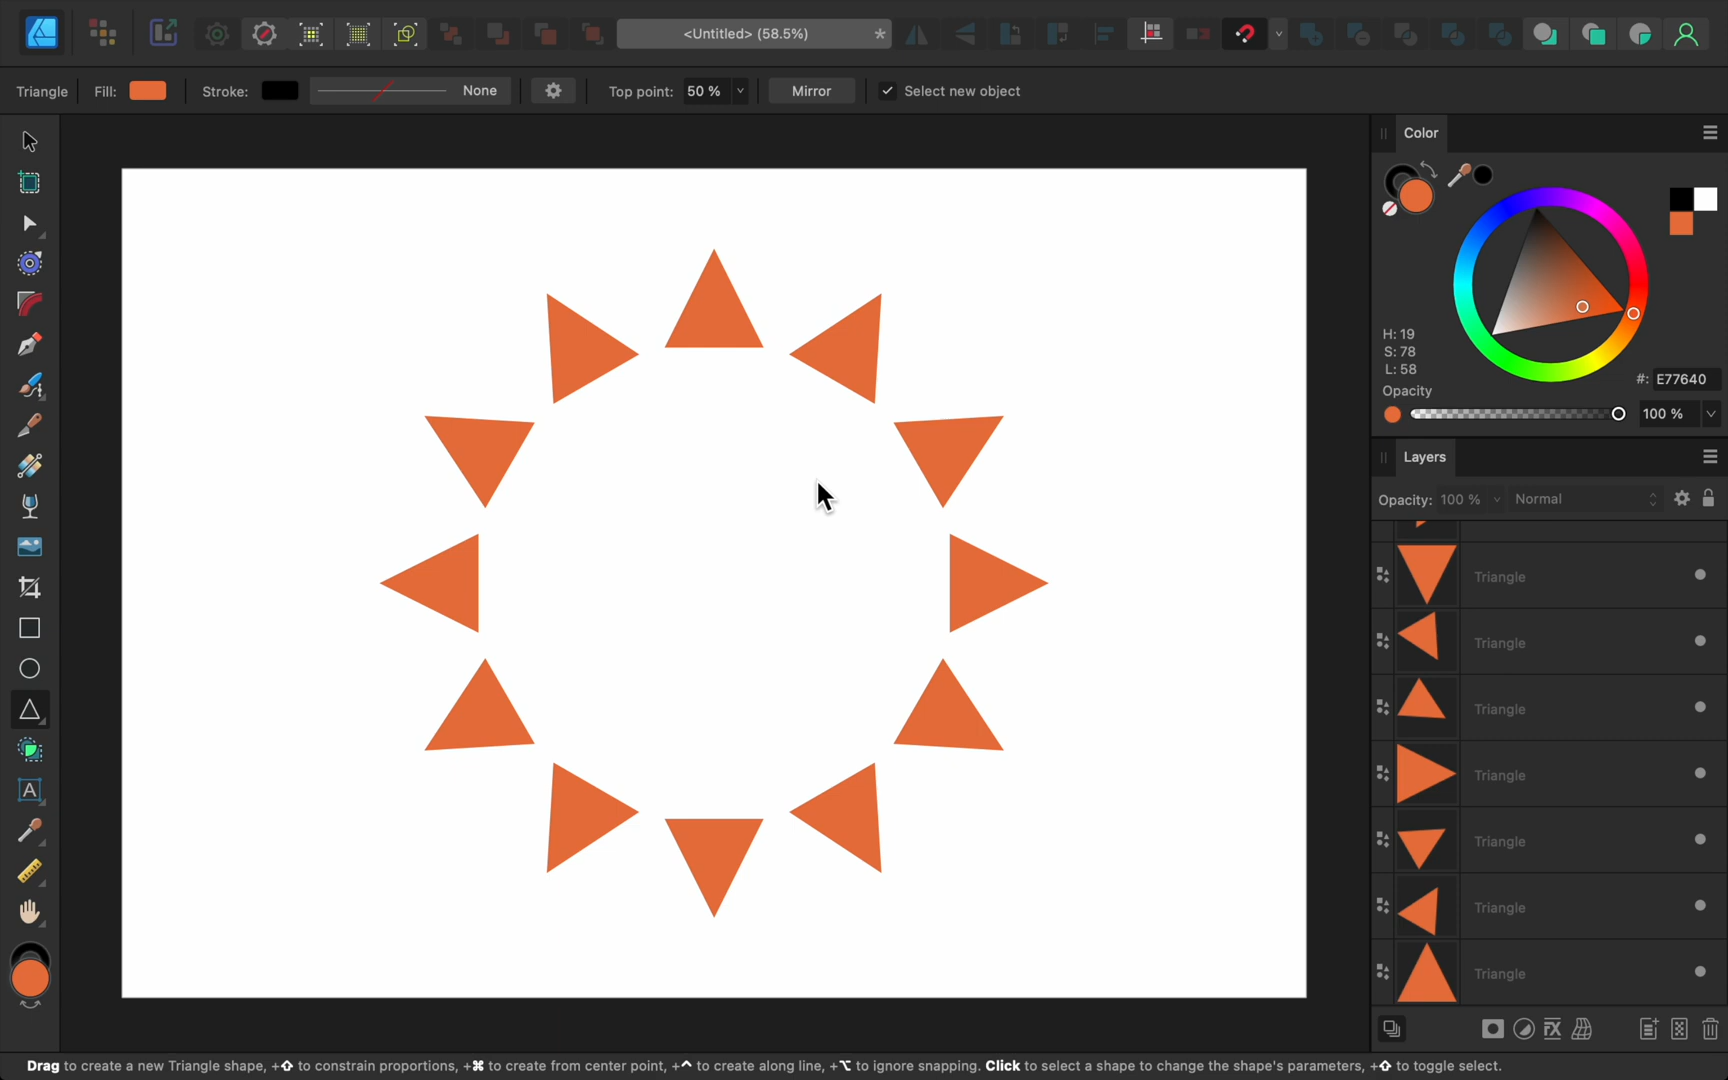 <Untitled> (58.5%)
*
Triangle
Fill:
Stroke:
None
Top point: 50 %
Mirror
Select new object
Color
H: 19
S: 78
L: 58
#: E77640
Opacity
100 %
Layers
Opacity: 100 %
Normal
Triangle
Triangle
Triangle
Triangle
Triangle
Triangle
Triangle
A
FX
Drag to create a new Triangle shape, +⇧ to constrain proportions, +⌘ to create from center point, +⌃ to create along line, +⌥ to ignore snapping. Click to select a shape to change the shape's parameters, +⇧ to toggle select.